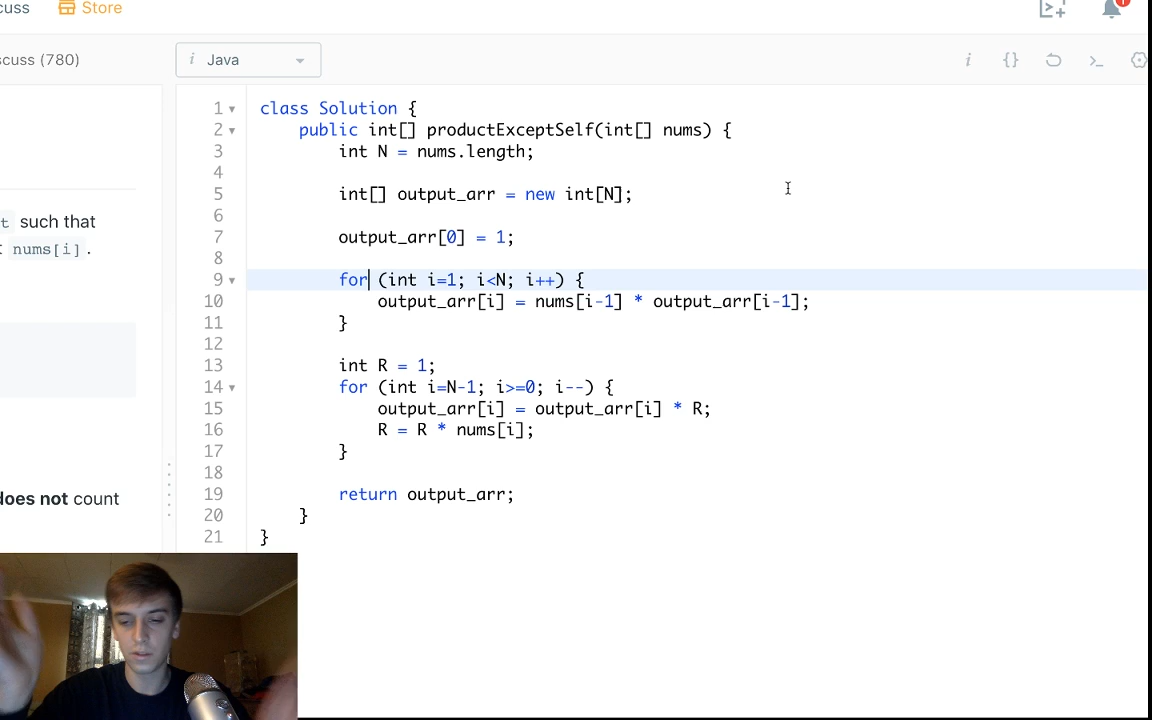 cuss Store
scuss (780)
i Java
i {} >_
1 class Solution {
2 public int[] productExceptSelf(int[] nums) {
3 int N = nums.length;
4
5 int[] output_arr = new int[N];
6
7 output_arr[0] = 1;
8
9 for (int i=1; i<N; i++) {
10 output_arr[i] = nums[i-1] * output_arr[i-1];
11 }
12
13 int R = 1;
14 for (int i=N-1; i>=0; i--) {
15 output_arr[i] = output_arr[i] * R;
16 R = R * nums[i];
17 }
18
19 return output_arr;
20 }
21 }
t such that
nums[i].
does not count